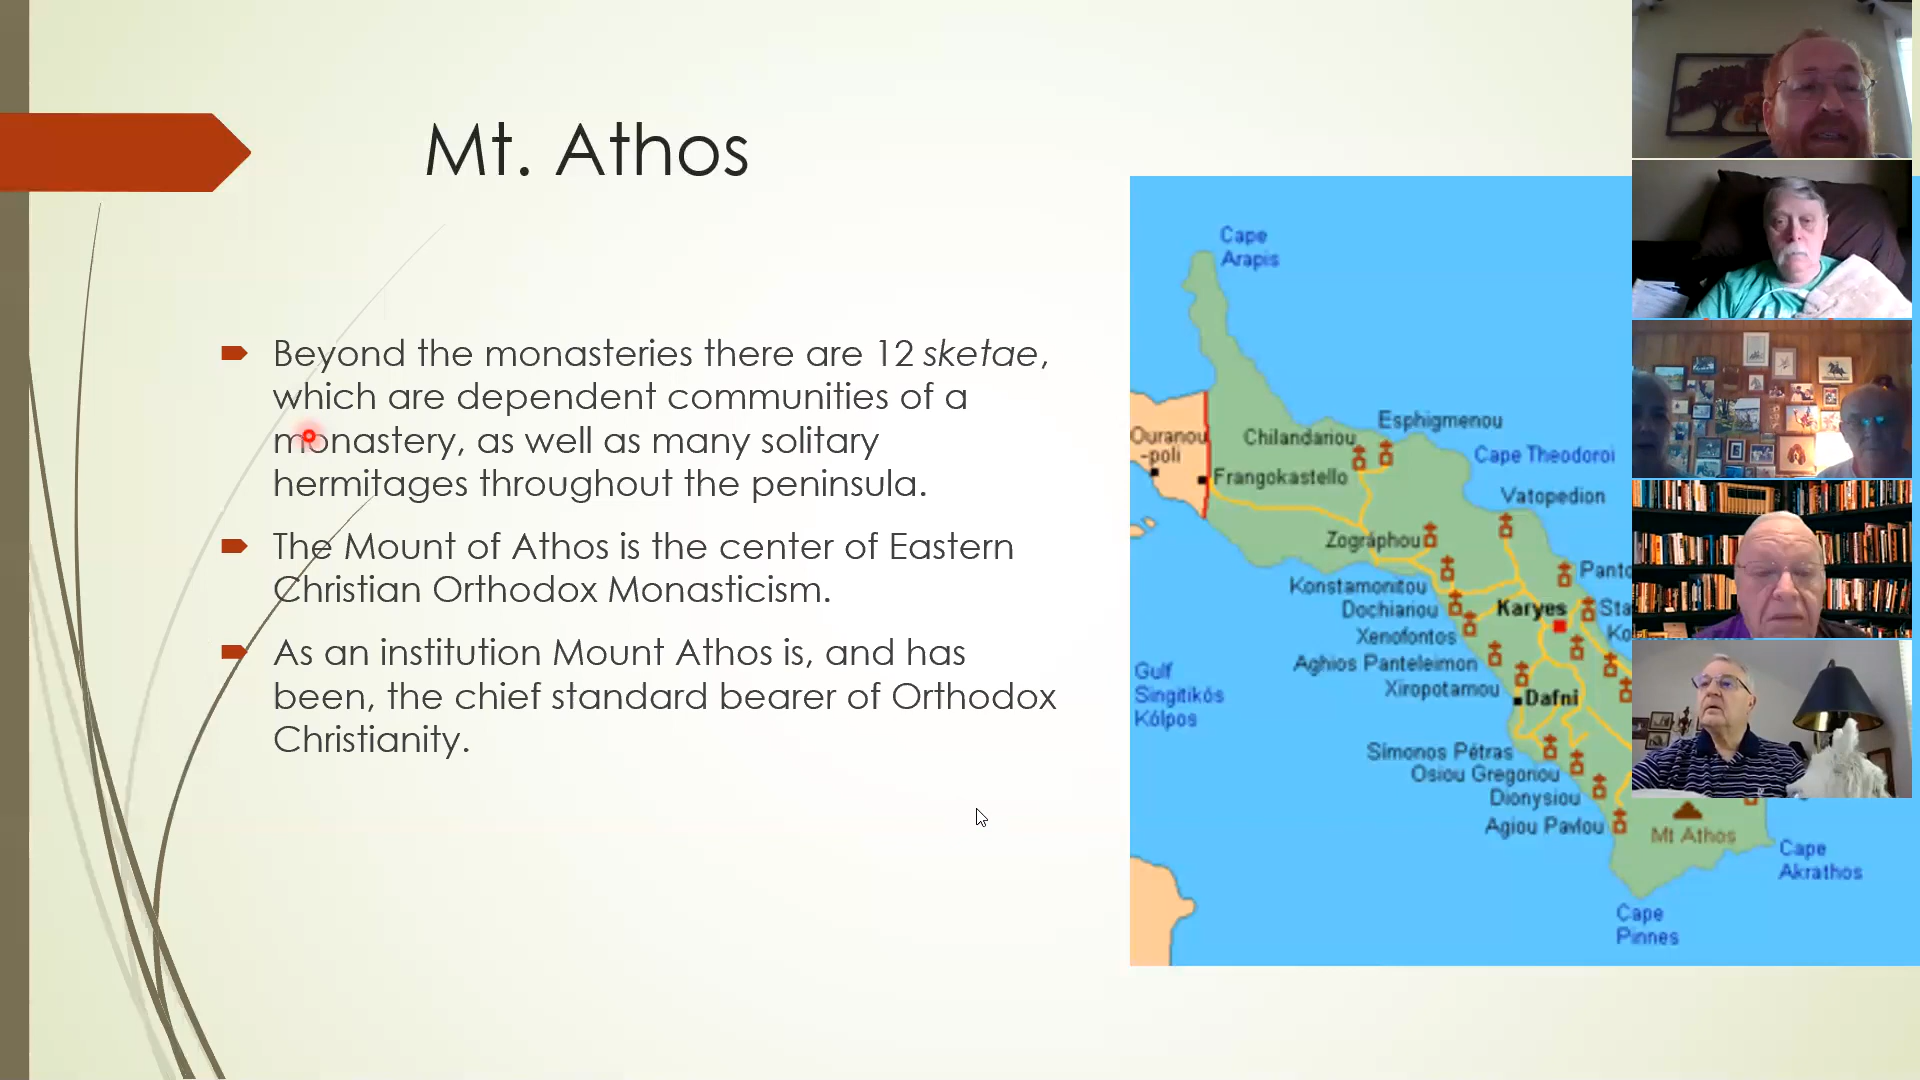 Mt. Athos
Beyond the monasteries there are 12 sketae,
which are dependent communities of a
monastery, as well as many solitary
hermitages throughout the peninsula.
The Mount of Athos is the center of Eastern
Christian Orthodox Monasticism.
As an institution Mount Athos is, and has
been, the chief standard bearer of Orthodox
Christianity.
Cape
Arapis
Ouranou
-poli
Chilandariou
Esphigmenou
Cape Theodoroi
Frangokastello
Vatopedion
Zographou
Konstamonitou
Dochiariou
Karyes
Xenofontos
Aghios Panteleimon
Xiropotamou
Dafni
Gulf
Singitikós
Kólpos
Simonos Pétras
Osiou Gregoriou
Dionysiou
Agiou Pavlou
Mt Athos
Cape
Akrathos
Cape
Pinnes